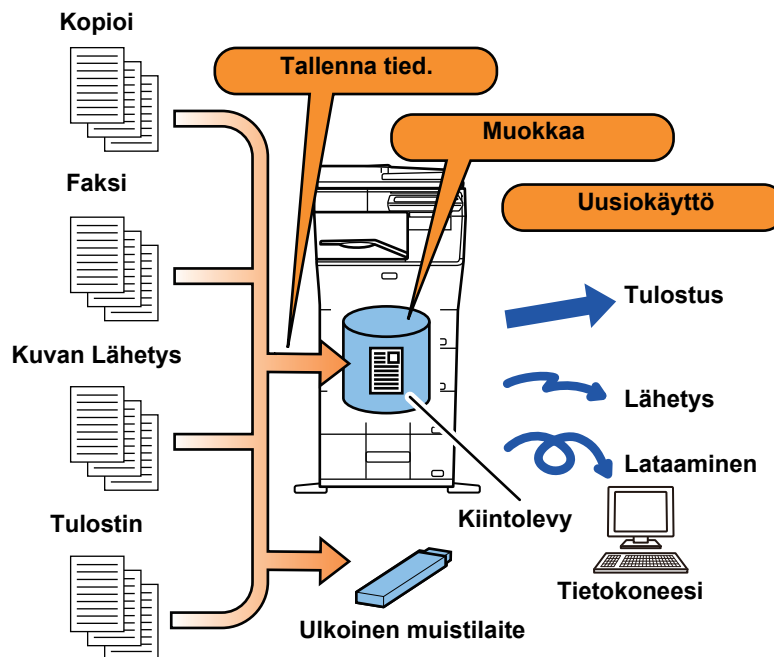 Kopioi
Tallenna tied.
Muokkaa
Faksi
Uusiokäyttö
Tulostus
Kuvan Lähetys
Lähetys
Lataaminen
Kiintolevy
Tulostin
Tietokoneesi
Ulkoinen muistilaite